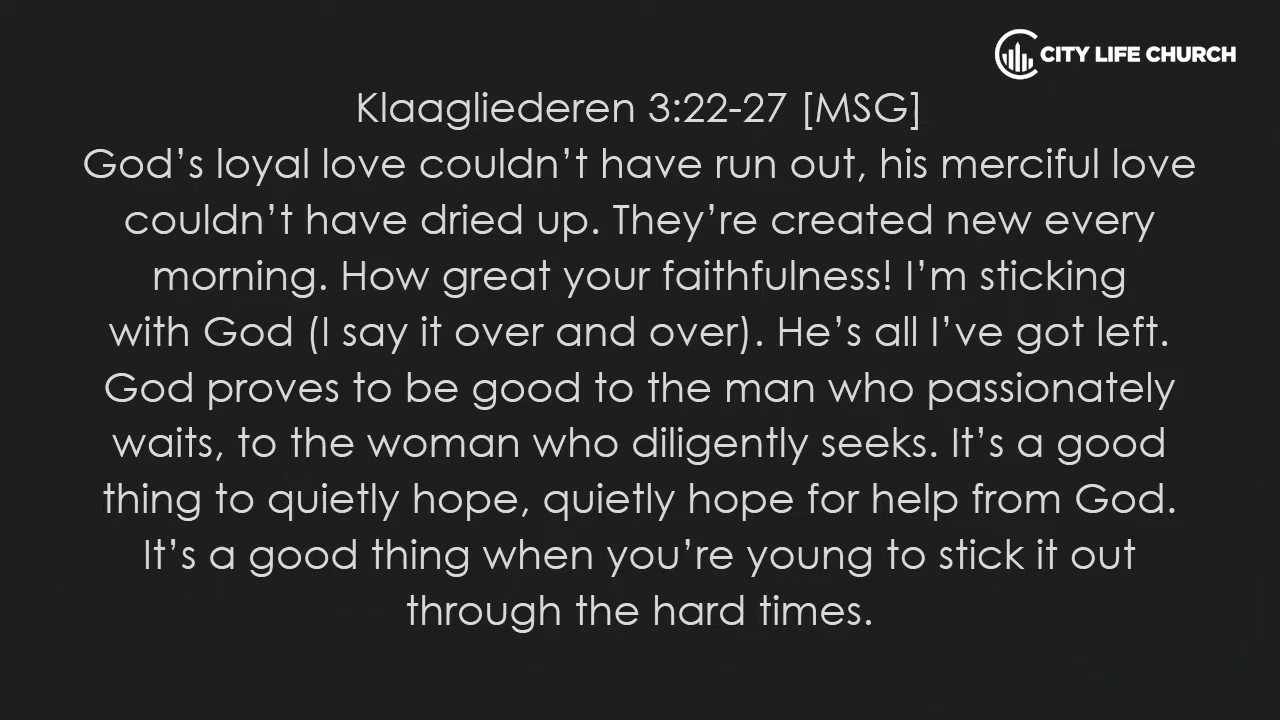 CITY LIFE CHURCH
Klaagliederen 3:22-27 [MSG]
God’s loyal love couldn’t have run out, his merciful love
couldn’t have dried up. They’re created new every
morning. How great your faithfulness! I’m sticking
with God (I say it over and over). He’s all I’ve got left.
God proves to be good to the man who passionately
waits, to the woman who diligently seeks. It’s a good
thing to quietly hope, quietly hope for help from God.
It’s a good thing when you’re young to stick it out
through the hard times.